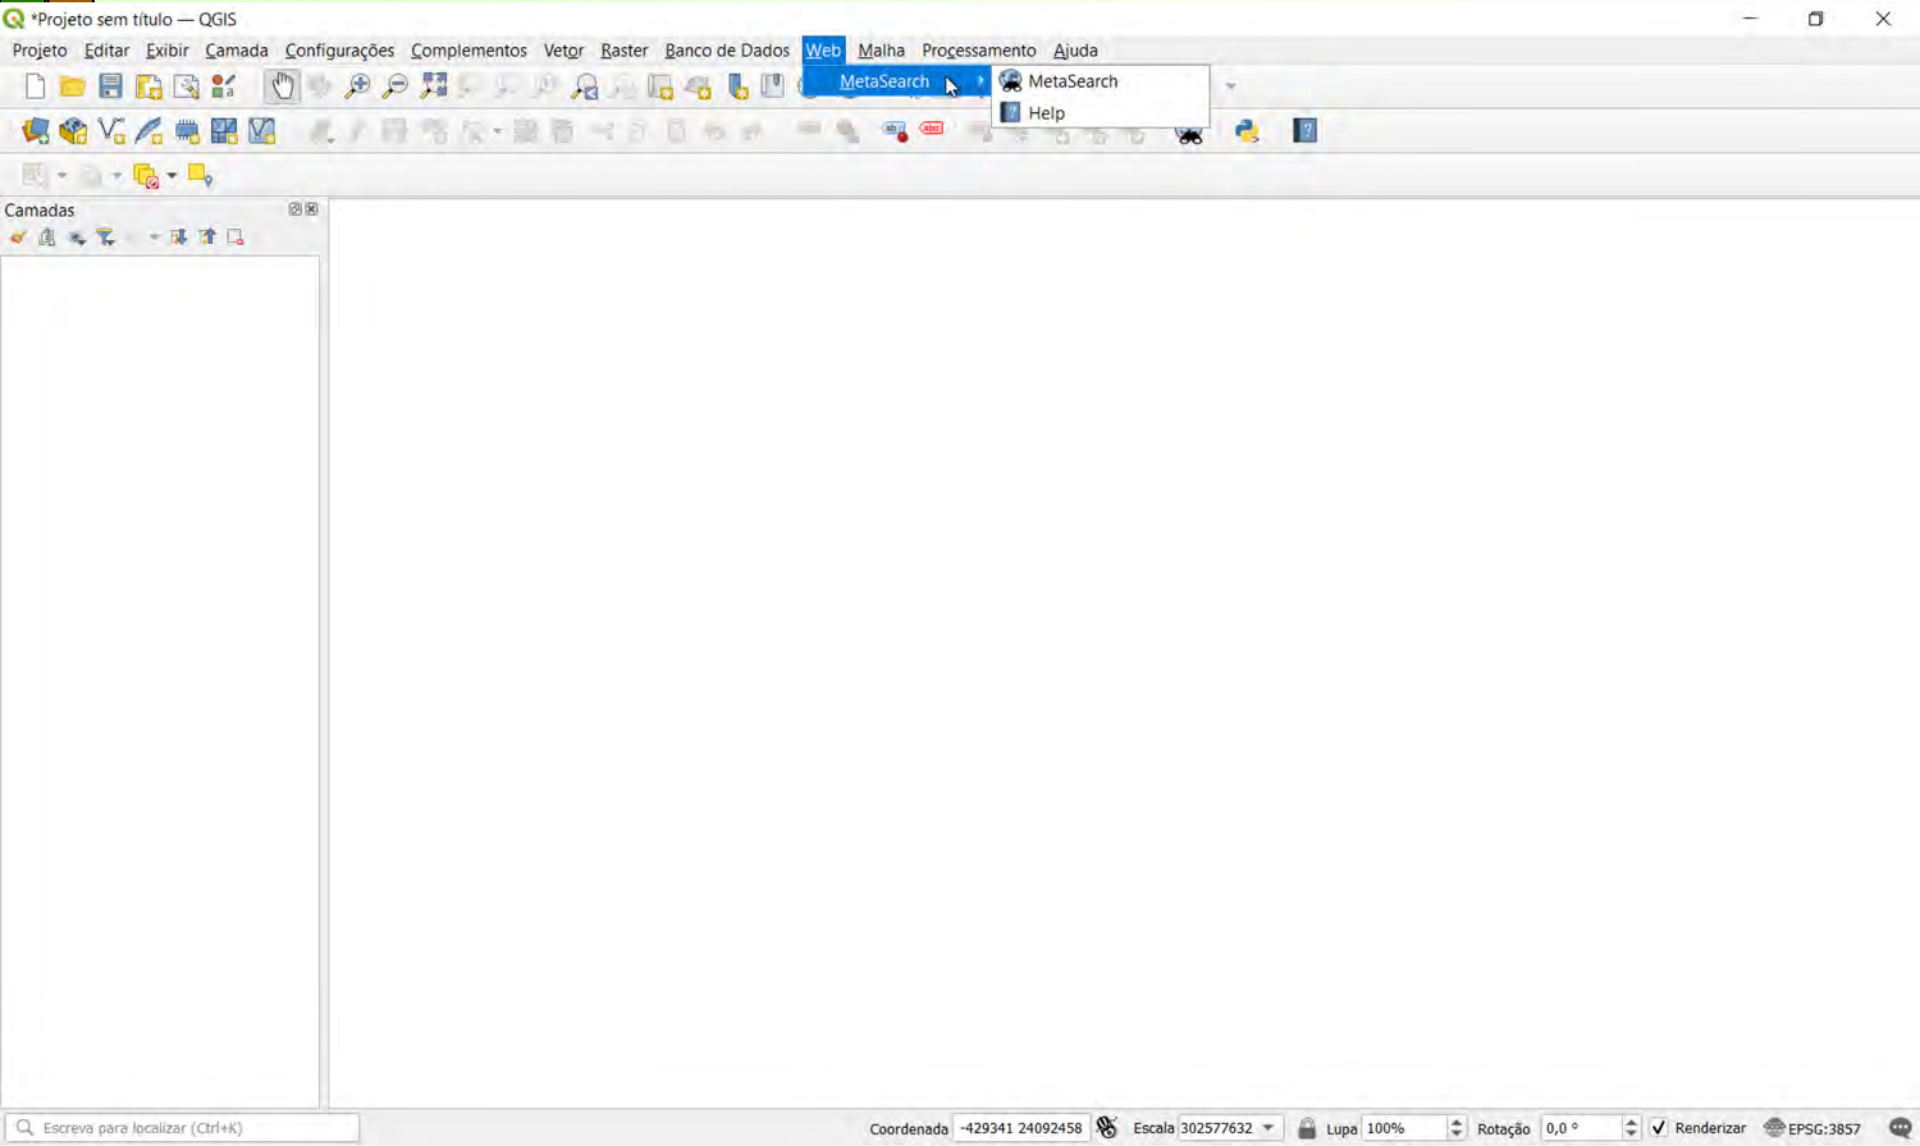 *Projeto sem título — QGIS
Projeto Editar Exibir Camada Configurações Complementos Vetor Raster Banco de Dados Web Malha Processamento Ajuda
MetaSearch MetaSearch
Help
Camadas
Escreva para localizar (Ctrl+K) Coordenada -429341 24092458 Escala 302577632 Lupa 100% Rotação 0,0 ° Renderizar EPSG:3857